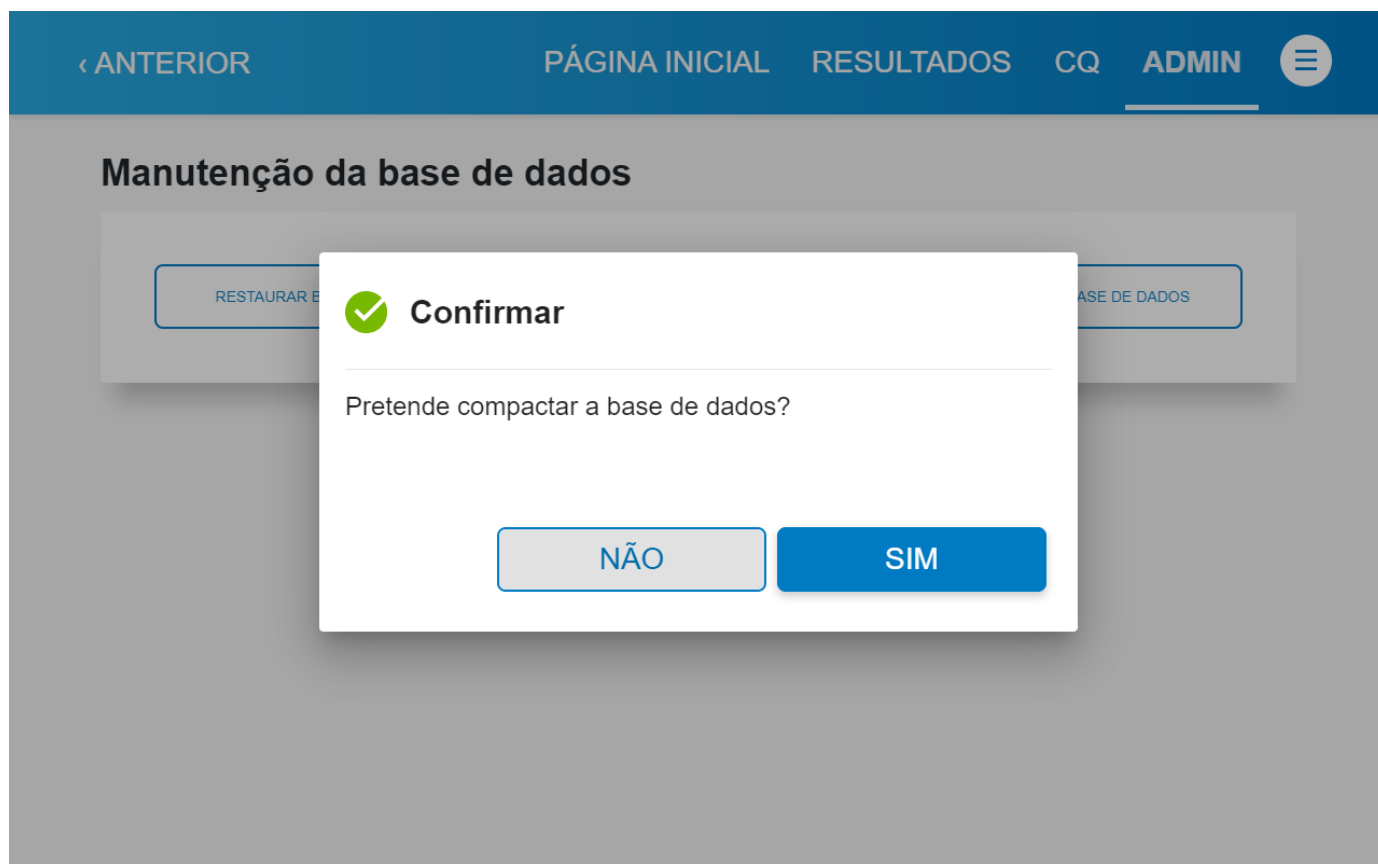 ‹ ANTERIOR PÁGINA INICIAL RESULTADOS CQ ADMIN
Manutenção da base de dados
RESTAURAR ASE DE DADOS
Confirmar
Pretende compactar a base de dados?
NÃO SIM